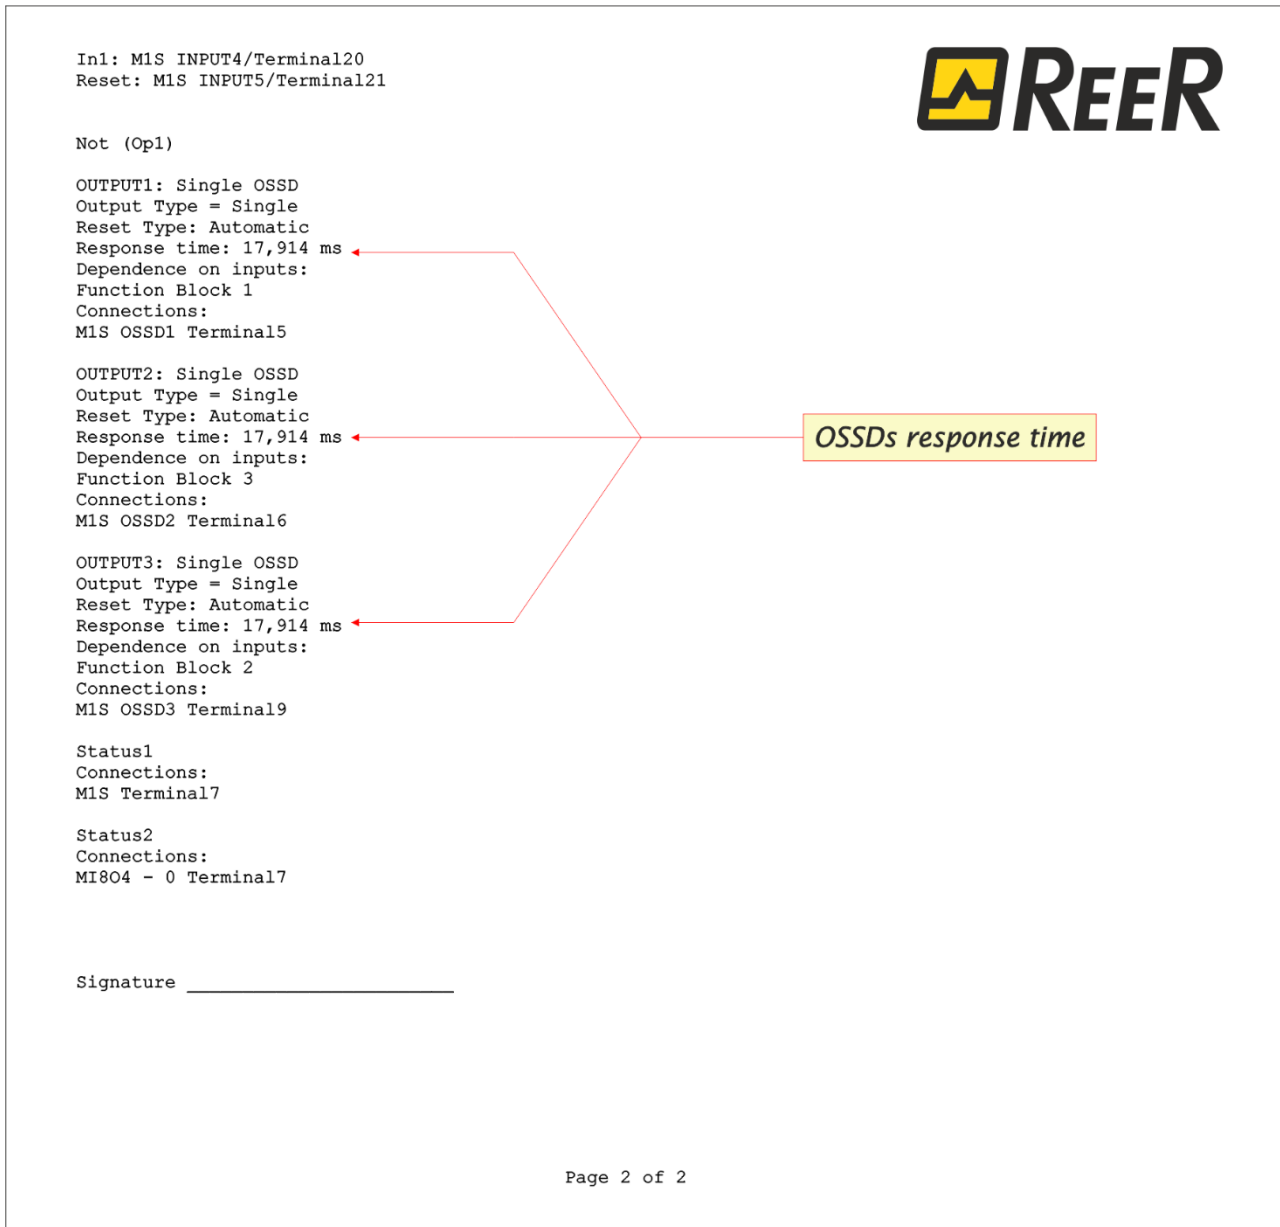 In1: M1S INPUT4/Terminal20
Reset: M1S INPUT5/Terminal21
REER
Not (Op1)
OUTPUT1: Single OSSD
Output Type = Single
Reset Type: Automatic
Response time: 17,914 ms
Dependence on inputs:
Function Block 1
Connections:
M1S OSSD1 Terminal5
OUTPUT2: Single OSSD
Output Type = Single
Reset Type: Automatic
Response time: 17,914 ms
OSSDs response time
Dependence on inputs:
Function Block 3
Connections:
M1S OSSD2 Terminal6
OUTPUT3: Single OSSD
Output Type = Single
Reset Type: Automatic
Response time: 17,914 ms
Dependence on inputs:
Function Block 2
Connections:
M1S OSSD3 Terminal9
Status1
Connections:
M1S Terminal7
Status2
Connections:
MI8O4 - 0 Terminal7
Signature
Page 2 of 2